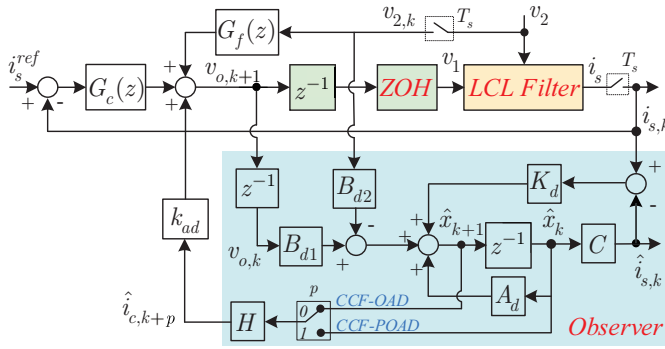 v_{2,k} T_s v_2
G_f(z)
i_s^{ref} + - G_c(z) + + + v_{o,k+1} z^{-1} ZOH v_1 LCL Filter i_s T_s
i_{s,k}
z^{-1} B_{d2} K_d + -
k_{ad}
v_{o,k} B_{d1} + - + + + \hat{x}_{k+1} z^{-1} \hat{x}_k C \hat{i}_{s,k}
A_d
\hat{i}_{c,k+p} H p
0 CCF-OAD
1 CCF-POAD
Observer